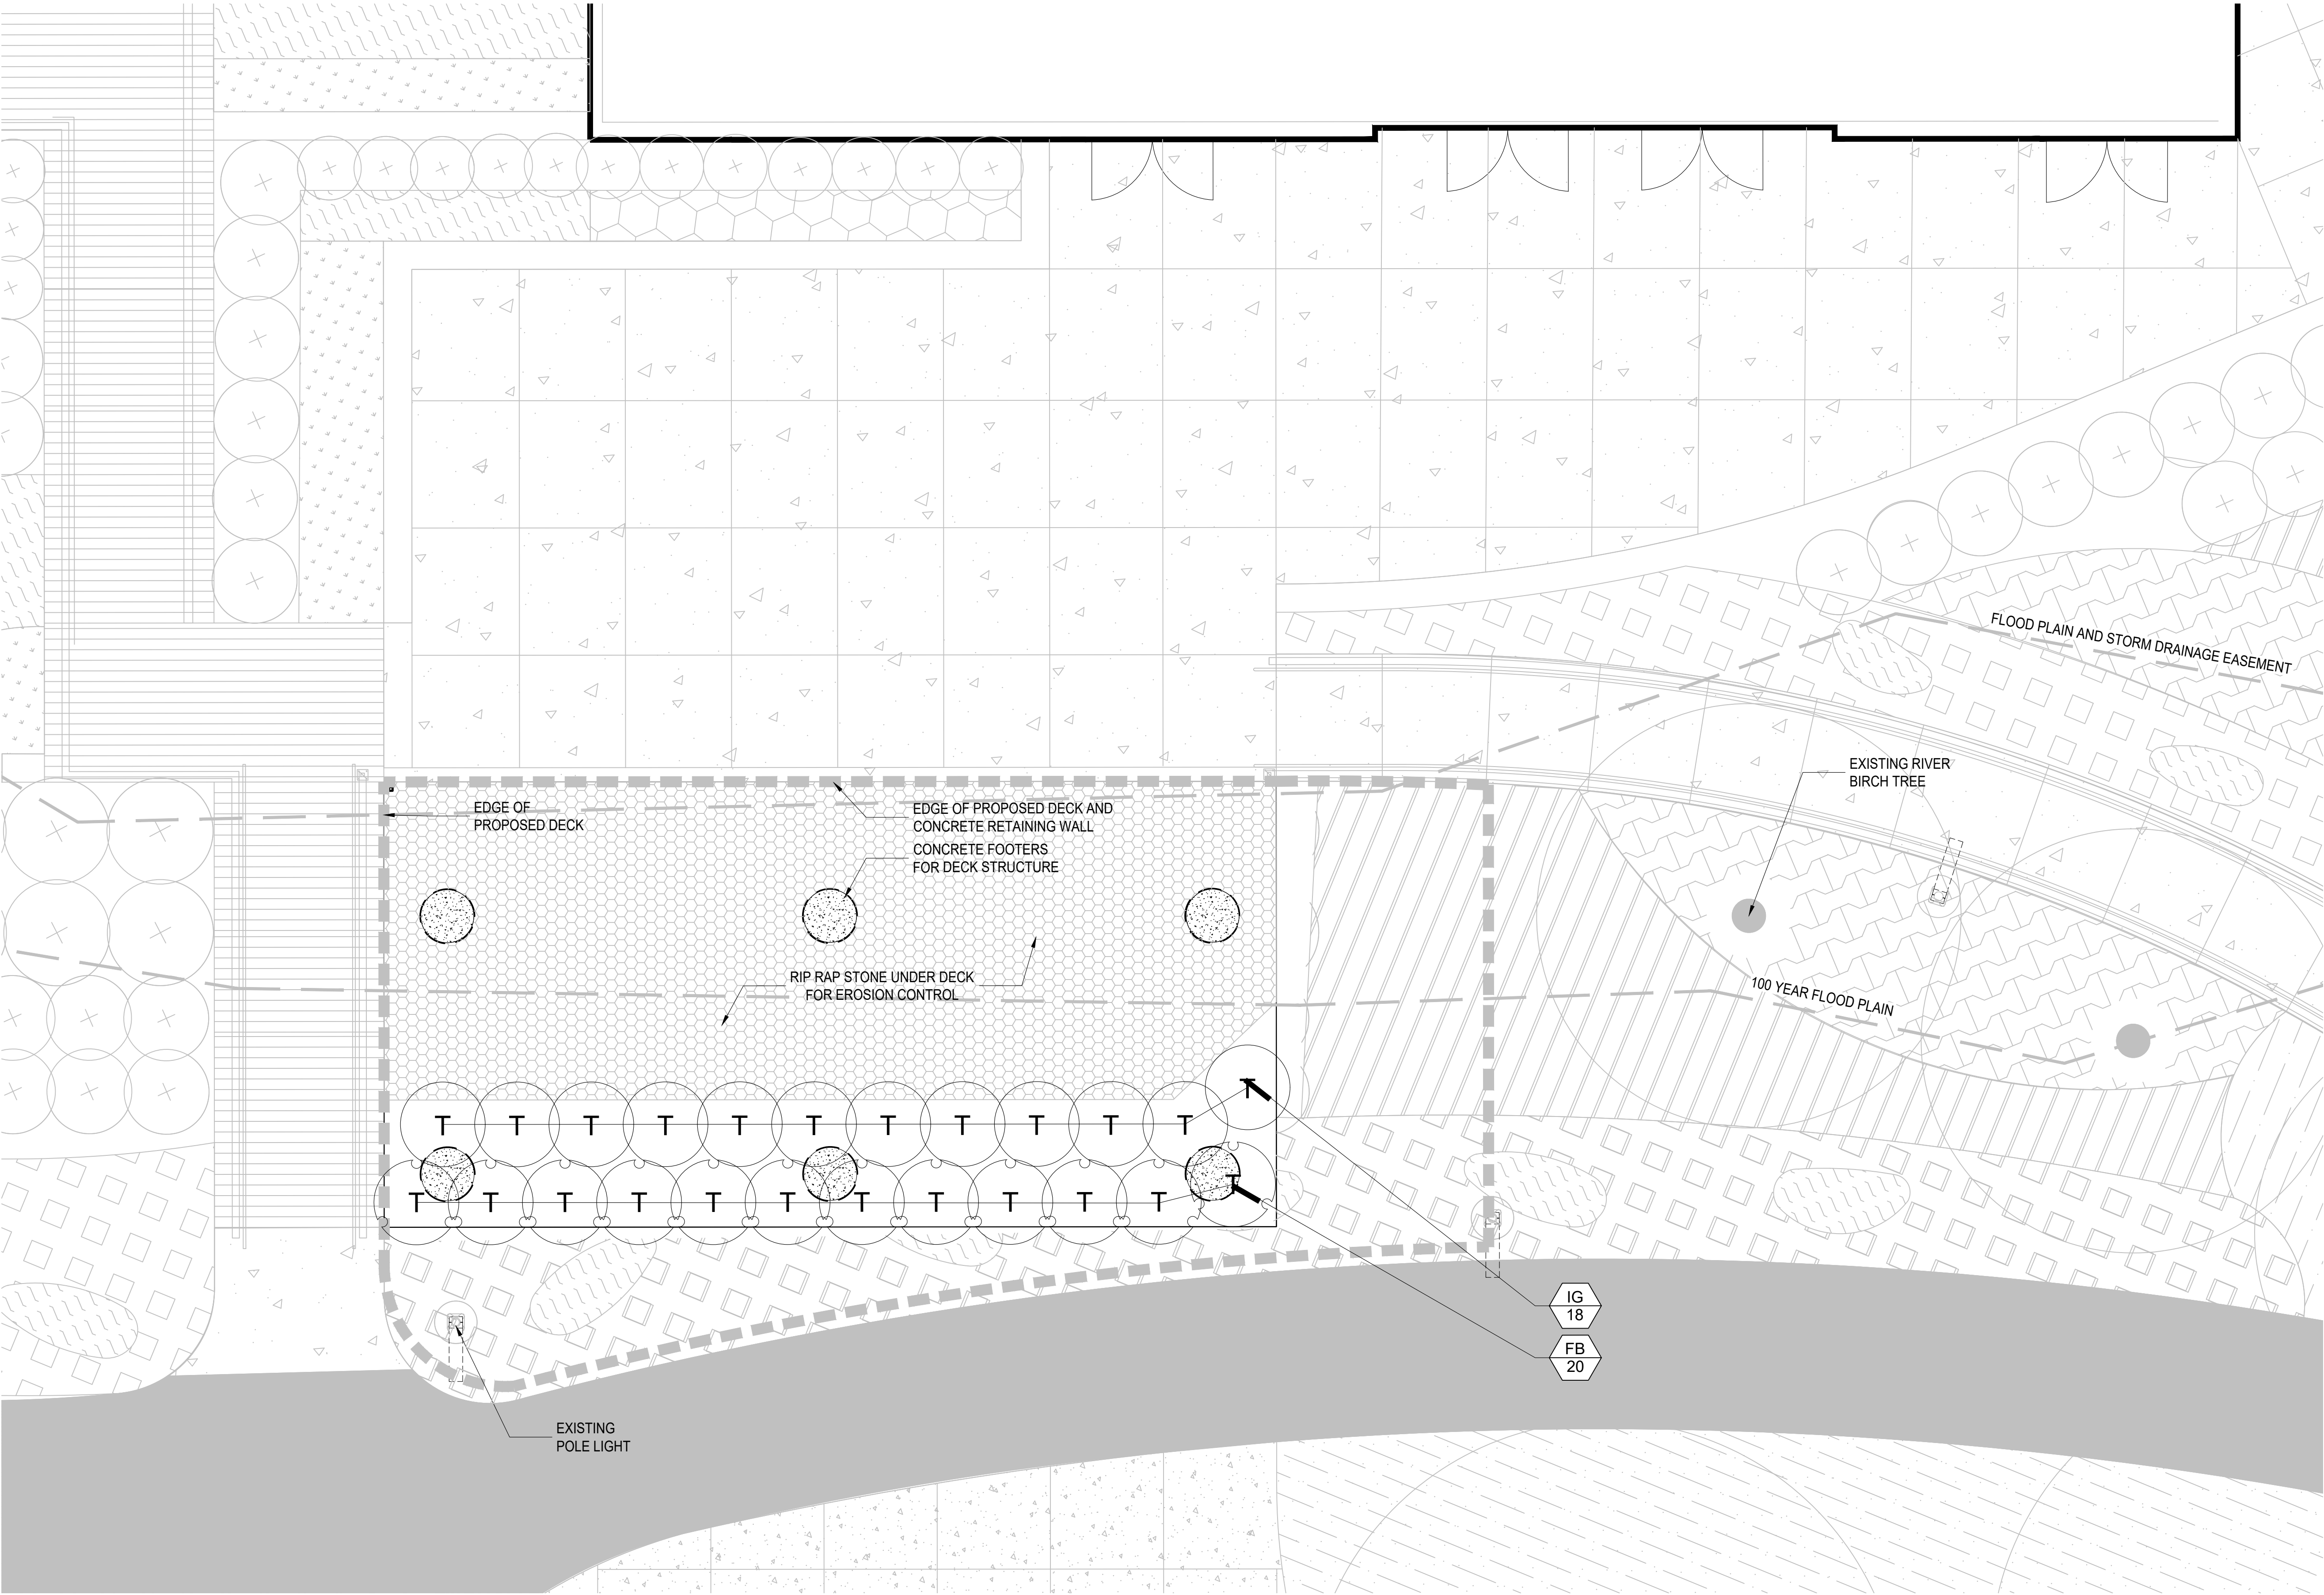 FLOOD PLAIN AND STORM DRAINAGE EASEMENT
EXISTING RIVER
BIRCH TREE
EDGE OF
PROPOSED DECK
EDGE OF PROPOSED DECK AND
CONCRETE RETAINING WALL
CONCRETE FOOTERS
FOR DECK STRUCTURE
RIP RAP STONE UNDER DECK
FOR EROSION CONTROL
100 YEAR FLOOD PLAIN
T T T T T T T T T T T T
T T T T T T T T T T T T
IG
18
FB
20
EXISTING
POLE LIGHT